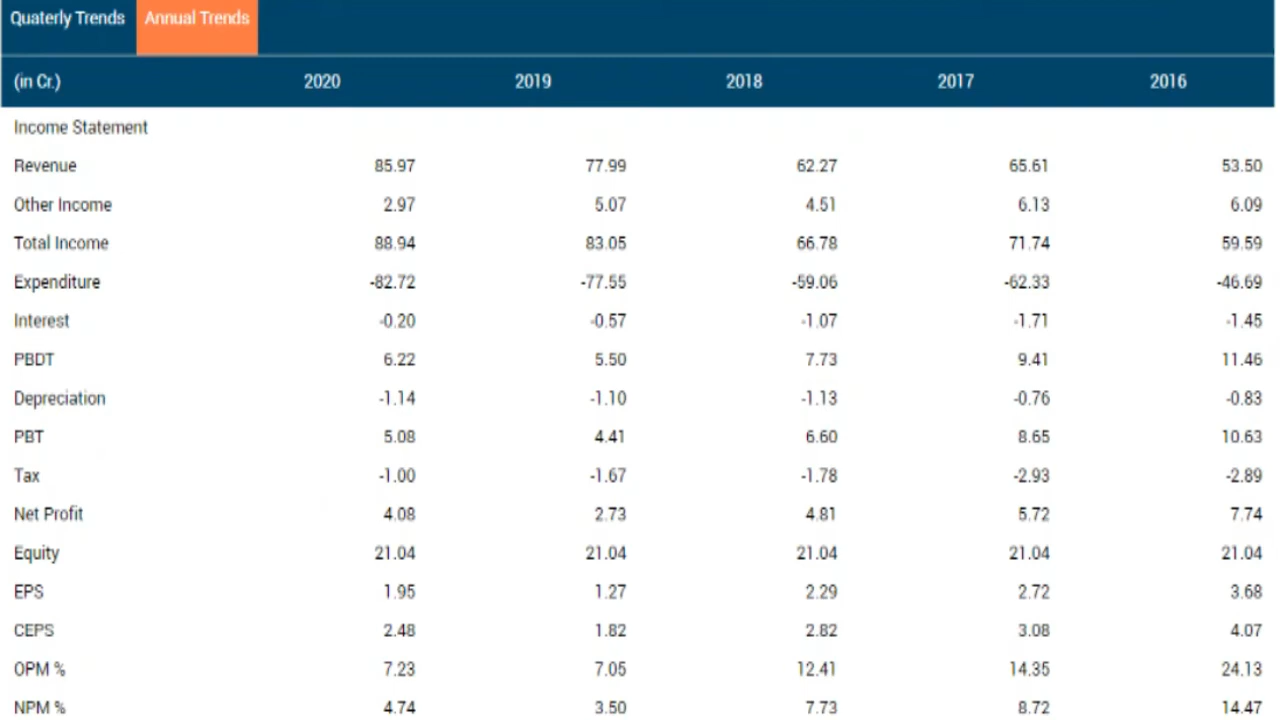 Quaterly Trends Annual Trends
(in Cr.) 2020 2019 2018 2017 2016
Income Statement
Revenue 85.97 77.99 62.27 65.61 53.50
Other Income 2.97 5.07 4.51 6.13 6.09
Total Income 88.94 83.05 66.78 71.74 59.59
Expenditure -82.72 -77.55 -59.06 -62.33 -46.69
Interest -0.20 -0.57 -1.07 -1.71 -1.45
PBDT 6.22 5.50 7.73 9.41 11.46
Depreciation -1.14 -1.10 -1.13 -0.76 -0.83
PBT 5.08 4.41 6.60 8.65 10.63
Tax -1.00 -1.67 -1.78 -2.93 -2.89
Net Profit 4.08 2.73 4.81 5.72 7.74
Equity 21.04 21.04 21.04 21.04 21.04
EPS 1.95 1.27 2.29 2.72 3.68
CEPS 2.48 1.82 2.82 3.08 4.07
OPM % 7.23 7.05 12.41 14.35 24.13
NPM % 4.74 3.50 7.73 8.72 14.47